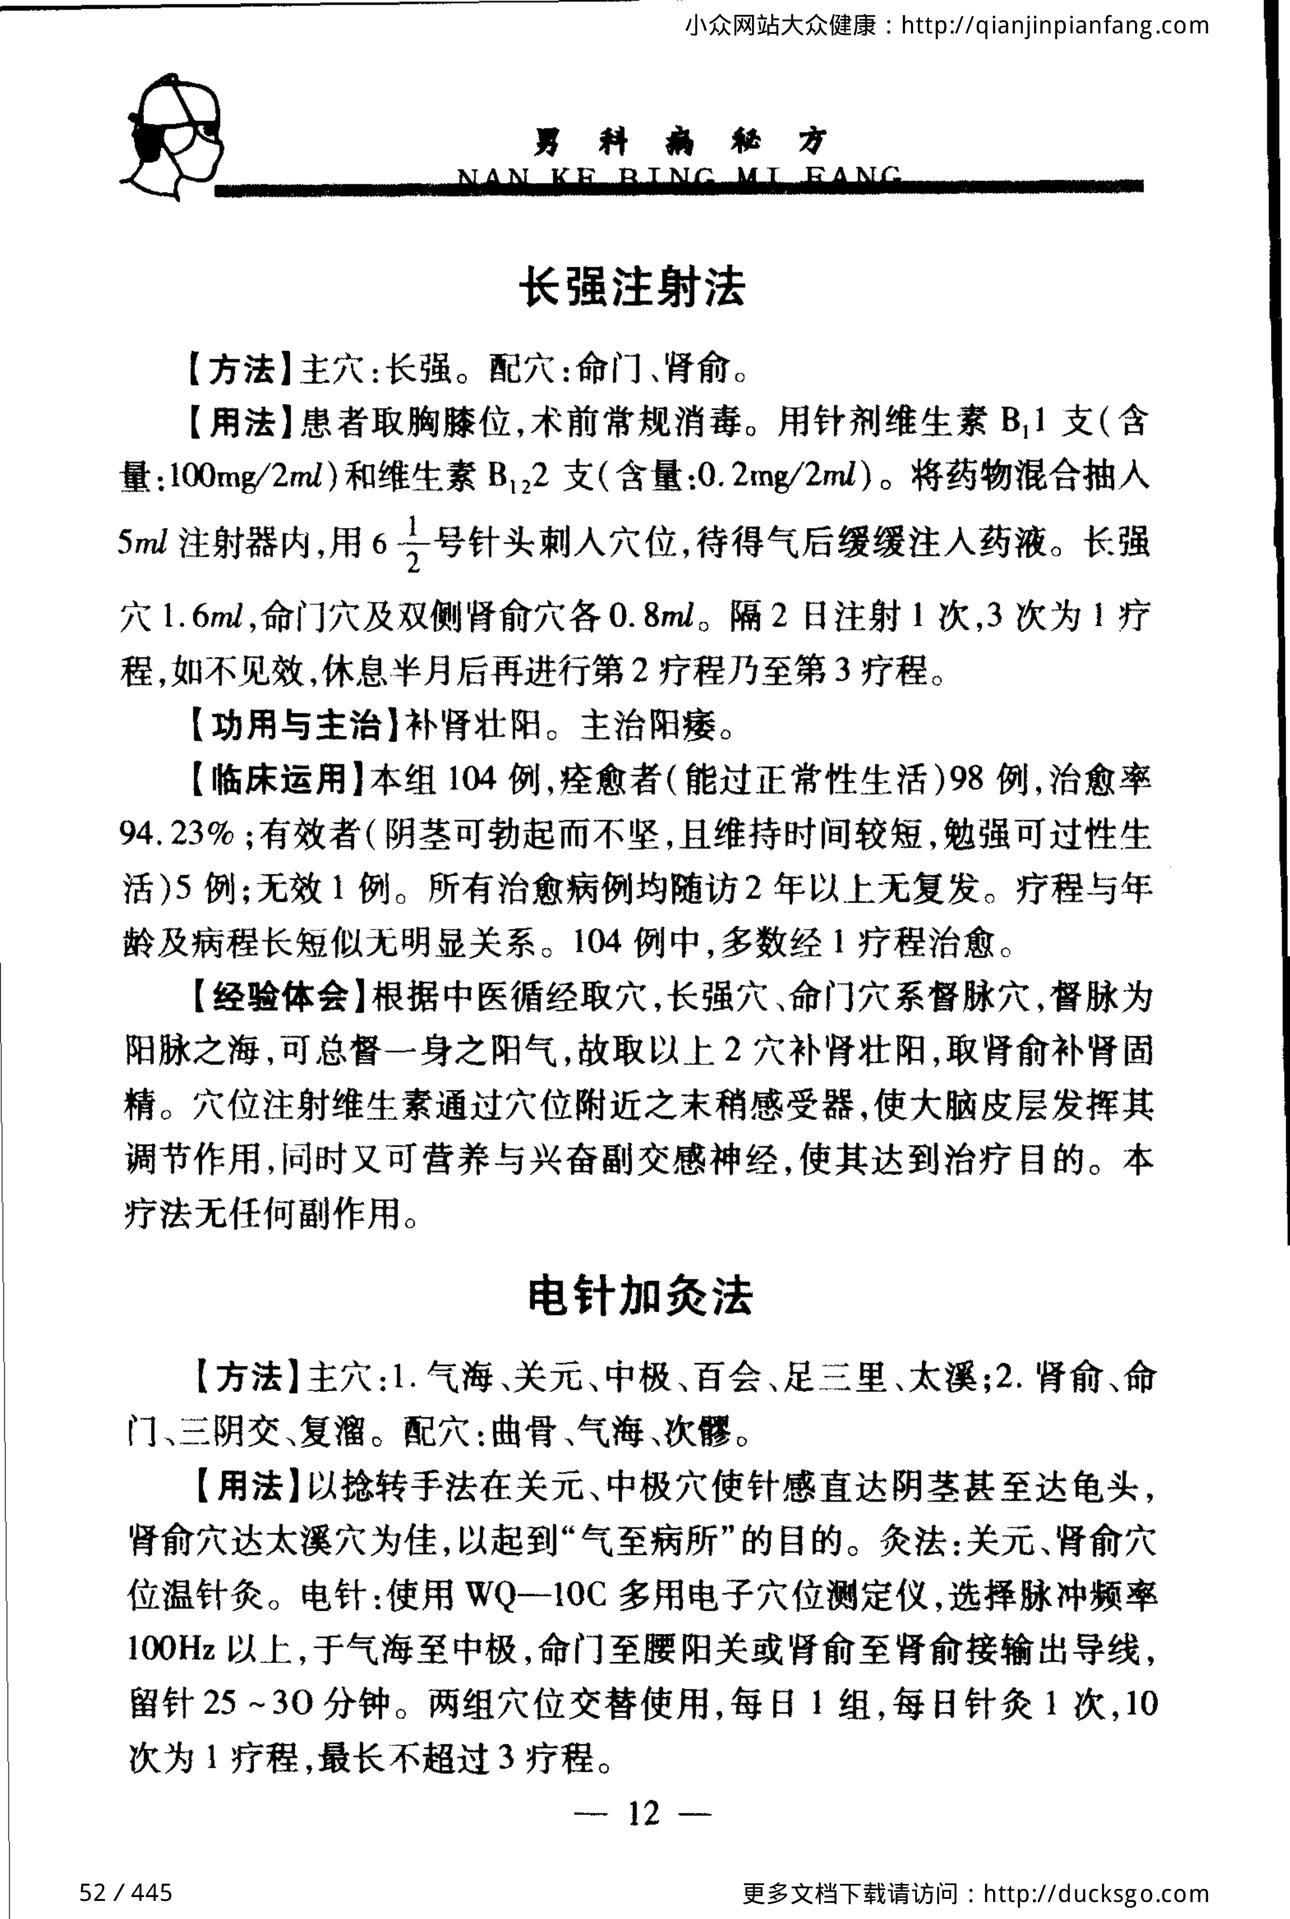 小众网站大众健康：http://qianjinpianfang.com
男科病秘方
NAN KE BING MI FANG
长强注射法
【方法】主穴：长强。配穴：命门、肾俞。
【用法】患者取胸膝位，术前常规消毒。用针剂维生素 B₁1 支（含
量：100mg/2ml）和维生素 B₁₂2 支（含量：0.2mg/2ml）。将药物混合抽入
5ml 注射器内，用 6 1/2 号针头刺入穴位，待得气后缓缓注入药液。长强
穴 1.6ml，命门穴及双侧肾俞穴各 0.8ml。隔 2 日注射 1 次，3 次为 1 疗
程，如不见效，休息半月后再进行第 2 疗程乃至第 3 疗程。
【功用与主治】补肾壮阳。主治阳痿。
【临床运用】本组 104 例，痊愈者（能过正常性生活）98 例，治愈率
94.23%；有效者（阴茎可勃起而不坚，且维持时间较短，勉强可过性生
活）5 例；无效 1 例。所有治愈病例均随访 2 年以上无复发。疗程与年
龄及病程长短似无明显关系。104 例中，多数经 1 疗程治愈。
【经验体会】根据中医循经取穴，长强穴、命门穴系督脉穴，督脉为
阳脉之海，可总督一身之阳气，故取以上 2 穴补肾壮阳，取肾俞补肾固
精。穴位注射维生素通过穴位附近之末稍感受器，使大脑皮层发挥其
调节作用，同时又可营养与兴奋副交感神经，使其达到治疗目的。本
疗法无任何副作用。
电针加灸法
【方法】主穴：1. 气海、关元、中极、百会、足三里、太溪；2. 肾俞、命
门、三阴交、复溜。配穴：曲骨、气海、次髎。
【用法】以捻转手法在关元、中极穴使针感直达阴茎甚至达龟头，
肾俞穴达太溪穴为佳，以起到“气至病所”的目的。灸法：关元、肾俞穴
位温针灸。电针：使用 WQ—10C 多用电子穴位测定仪，选择脉冲频率
100Hz 以上，于气海至中极，命门至腰阳关或肾俞至肾俞接输出导线，
留针 25～30 分钟。两组穴位交替使用，每日 1 组，每日针灸 1 次，10
次为 1 疗程，最长不超过 3 疗程。
— 12 —
52 / 445
更多文档下载请访问：http://ducksgo.com